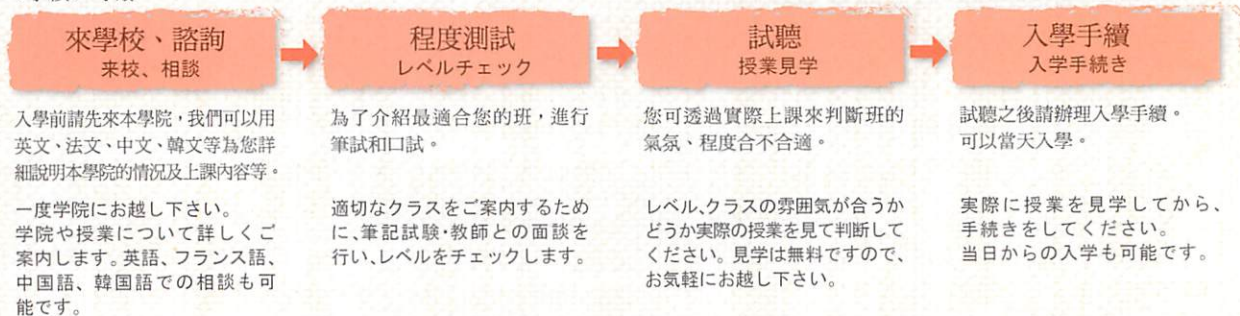 來學校、諮詢
来校、相談
入學前請先來本學院，我們可以用
英文、法文、中文、韓文等為您詳
細說明本學院的情況及上課內容等。
一度学院にお越し下さい。
学院や授業について詳しくご
案内します。英語、フランス語、
中国語、韓国語での相談も可
能です。
程度測試
レベルチェック
為了介紹最適合您的班，進行
筆試和口試。
適切なクラスをご案内するため
に、筆記試験・教師との面談を
行い、レベルをチェックします。
試聽
授業見学
您可透過實際上課來判斷班的
氣氛、程度合不合適。
レベル、クラスの雰囲気が合うか
どうか実際の授業を見て判断して
ください。見学は無料ですので、
お気軽にお越し下さい。
入學手續
入学手続き
試聽之後請辦理入學手續。
可以當天入學。
実際に授業を見学してから、
手続きをしてください。
当日からの入学も可能です。